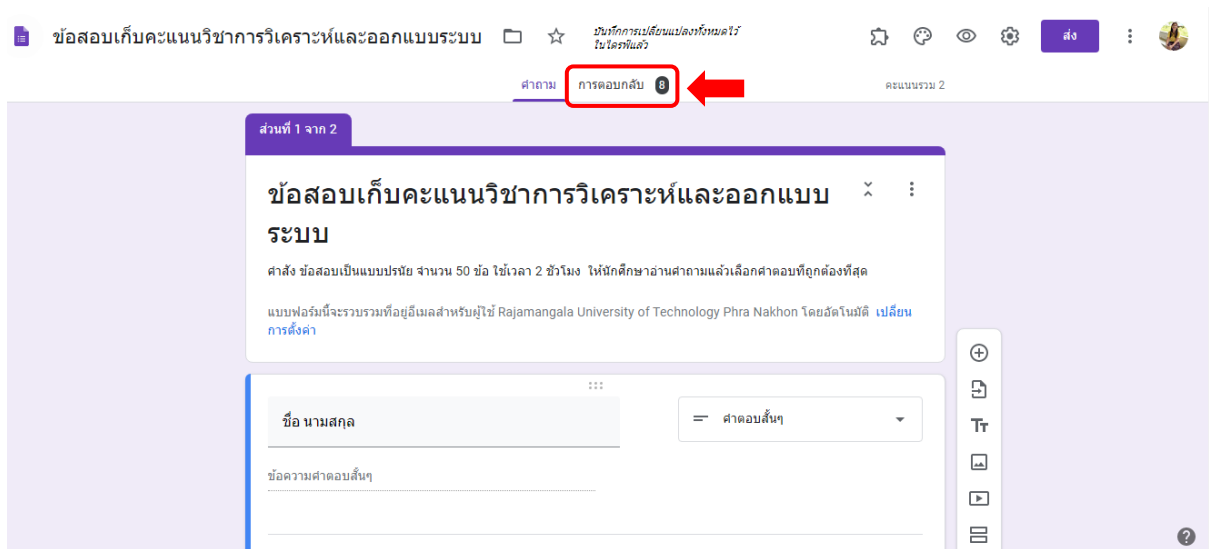 ข้อสอบเก็บคะแนนวิชาการวิเคราะห์และออกแบบระบบ
บันทึกการเปลี่ยนแปลงทั้งหมดไว้
ในไดรฟ์แล้ว
ส่ง
คำถาม
การตอบกลับ 8
คะแนนรวม 2
ส่วนที่ 1 จาก 2
ข้อสอบเก็บคะแนนวิชาการวิเคราะห์และออกแบบ
ระบบ
คำสั่ง ข้อสอบเป็นแบบปรนัย จำนวน 50 ข้อ ใช้เวลา 2 ชั่วโมง ให้นักศึกษาอ่านคำถามแล้วเลือกคำตอบที่ถูกต้องที่สุด
แบบฟอร์มนี้จะรวบรวมที่อยู่อีเมลสำหรับผู้ใช้ Rajamangala University of Technology Phra Nakhon โดยอัตโนมัติ เปลี่ยน
การตั้งค่า
ชื่อ นามสกุล
คำตอบสั้นๆ
Tт
ข้อความคำตอบสั้นๆ